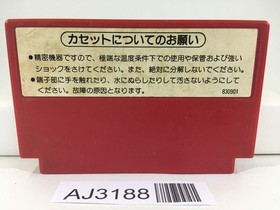 カセットについてのお願い
●精密機器ですので、極端な温度条件下での使用や保管および強い
ショックをさけてください。また、絶対に分解しないでください。
●端子部に手を触れたり、水にぬらしたりして汚さないようにして
ください。故障の原因となります。
830901
AJ3188